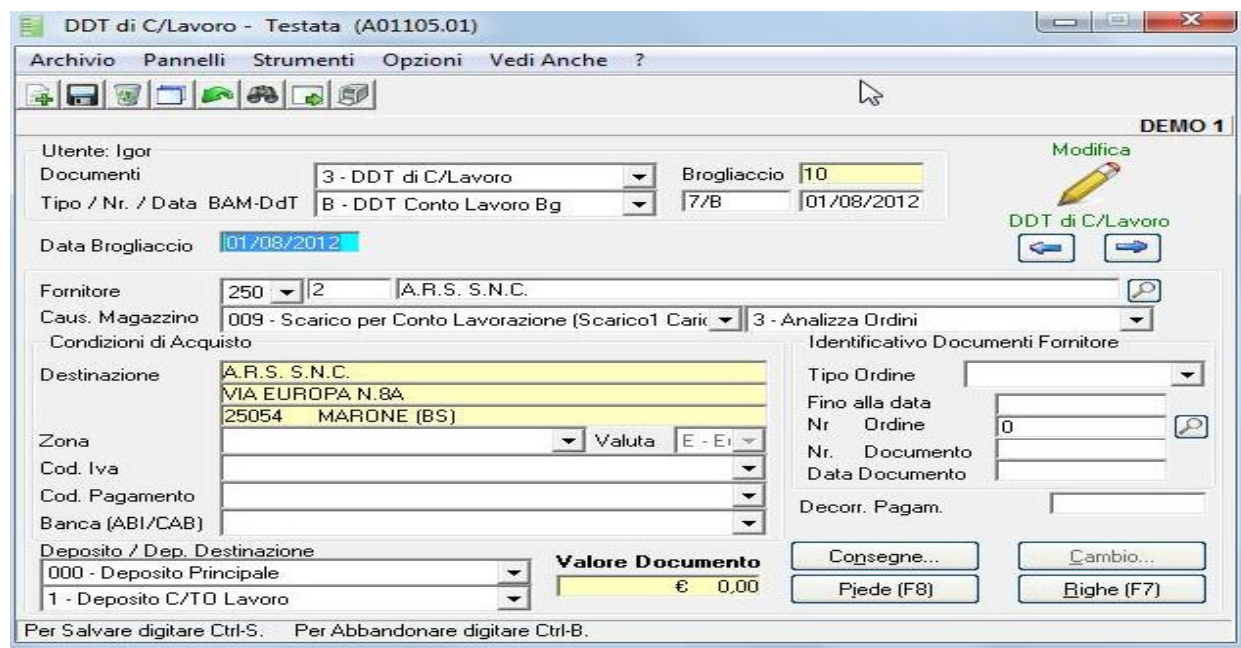 DDT di C/Lavoro - Testata (A01105.01)
Archivio Pannelli Strumenti Opzioni Vedi Anche ?
DEMO 1
Utente: Igor
Modifica
Documenti 3 - DDT di C/Lavoro Brogliaccio 10
Tipo / Nr. / Data BAM-DdT B - DDT Conto Lavoro Bg 7/B 01/08/2012
DDT di C/Lavoro
Data Brogliaccio 01/08/2012
Fornitore 250 2 A.R.S. S.N.C.
Caus. Magazzino 009 - Scarico per Conto Lavorazione (Scarico1 Caric 3 - Analizza Ordini
Condizioni di Acquisto
Identificativo Documenti Fornitore
Destinazione A.R.S. S.N.C.
VIA EUROPA N.8A
25054 MARONE (BS)
Tipo Ordine
Fino alla data
Nr Ordine 0
Nr. Documento
Data Documento
Zona Valuta E - E
Cod. Iva
Cod. Pagamento
Banca (ABI/CAB)
Decorr. Pagam.
Deposito / Dep. Destinazione
000 - Deposito Principale
1 - Deposito C/TO Lavoro
Valore Documento
€ 0,00
Consegne... Cambio...
Piede (F8) Righe (F7)
Per Salvare digitare Ctrl-S. Per Abbandonare digitare Ctrl-B.